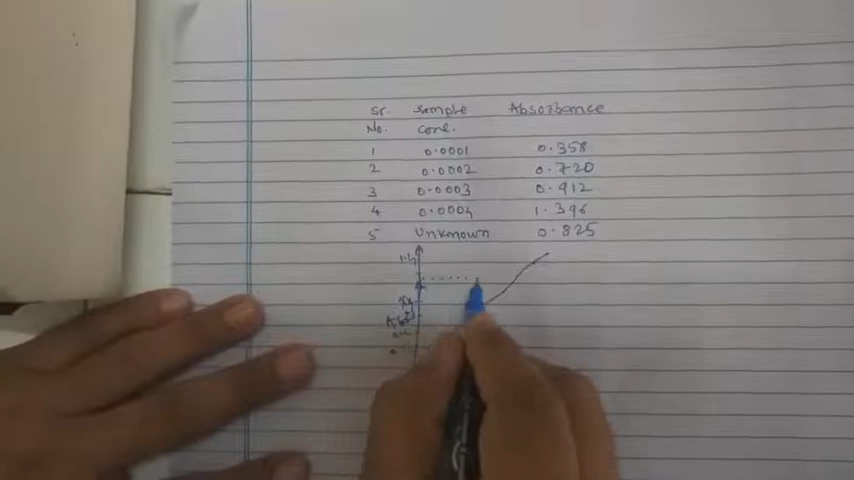 Sr. Sample Absorbance
No. Conc.
1 0.0001 0.358
2 0.0002 0.720
3 0.0003 0.912
4 0.0004 1.396
5 Unknown 0.825